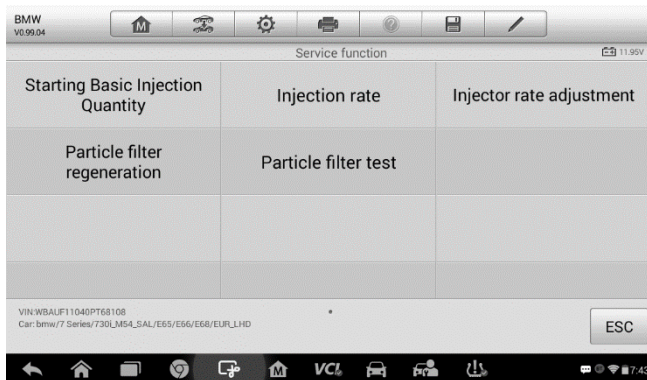 BMW
V0.99.04
Service function
11.95V
Starting Basic Injection
Quantity
Injection rate
Injector rate adjustment
Particle filter
regeneration
Particle filter test
VIN:WBAUF11040PT68108
Car: bmw/7 Series/730i_M54_SAL/E65/E66/E68/EUR_LHD
ESC
M
M
VCI
7:43